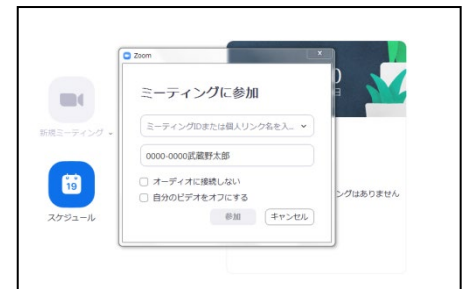 Zoom
x
ミーティングに参加
ミーティングIDまたは個人リンク名を入...
0000-0000武蔵野太郎
オーディオに接続しない
自分のビデオをオフにする
参加
キャンセル
新規ミーティング
19
スケジュール
0
日
ングはありません